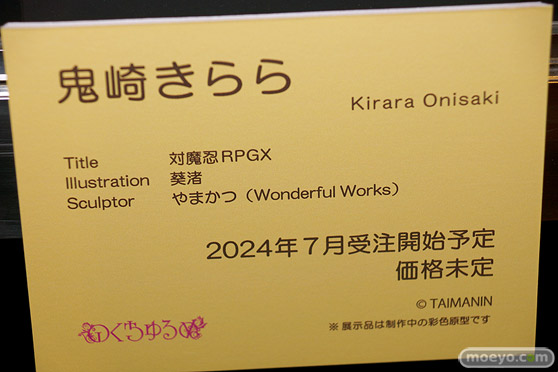 鬼崎きらら
Kirara Onisaki
Title 対魔忍RPGX
Illustration 葵渚
Sculptor やまかつ（Wonderful Works）
2024年7月受注開始予定
価格未定
© TAIMANIN
※展示品は制作中の彩色原型です
moeyo.com